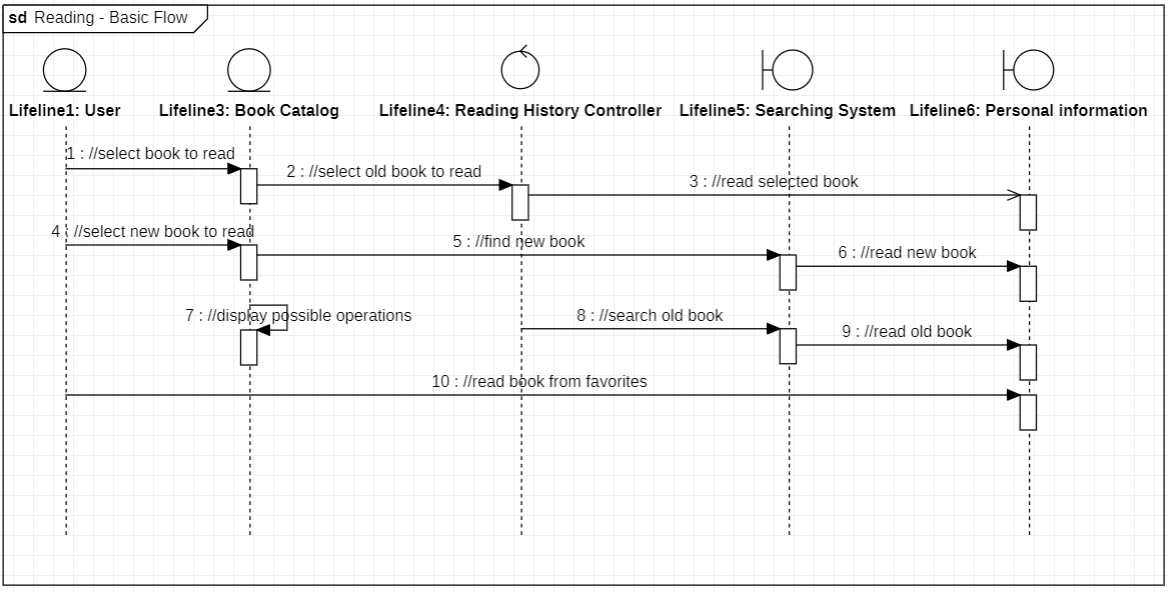 sd Reading - Basic Flow
Lifeline1: User
Lifeline3: Book Catalog
Lifeline4: Reading History Controller
Lifeline5: Searching System
Lifeline6: Personal information
1 : //select book to read
2 : //select old book to read
3 : //read selected book
4 : //select new book to read
5 : //find new book
6 : //read new book
7 : //display possible operations
8 : //search old book
9 : //read old book
10 : //read book from favorites